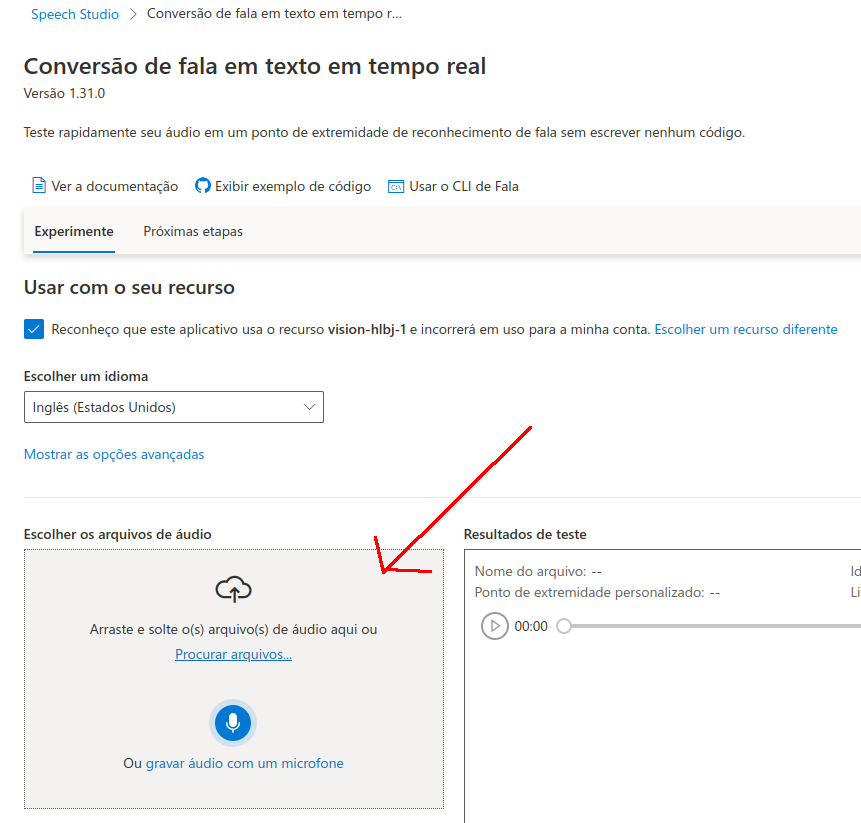 Speech Studio > Conversão de fala em texto em tempo r...
Conversão de fala em texto em tempo real
Versão 1.31.0
Teste rapidamente seu áudio em um ponto de extremidade de reconhecimento de fala sem escrever nenhum código.
Ver a documentação Exibir exemplo de código Usar o CLI de Fala
Experimente Próximas etapas
Usar com o seu recurso
Reconheço que este aplicativo usa o recurso vision-hlbj-1 e incorrerá em uso para a minha conta. Escolher um recurso diferente
Escolher um idioma
Inglês (Estados Unidos)
Mostrar as opções avançadas
Escolher os arquivos de áudio
Arraste e solte o(s) arquivo(s) de áudio aqui ou
Procurar arquivos...
Ou gravar áudio com um microfone
Resultados de teste
Nome do arquivo: -- Id
Ponto de extremidade personalizado: -- Li
00:00